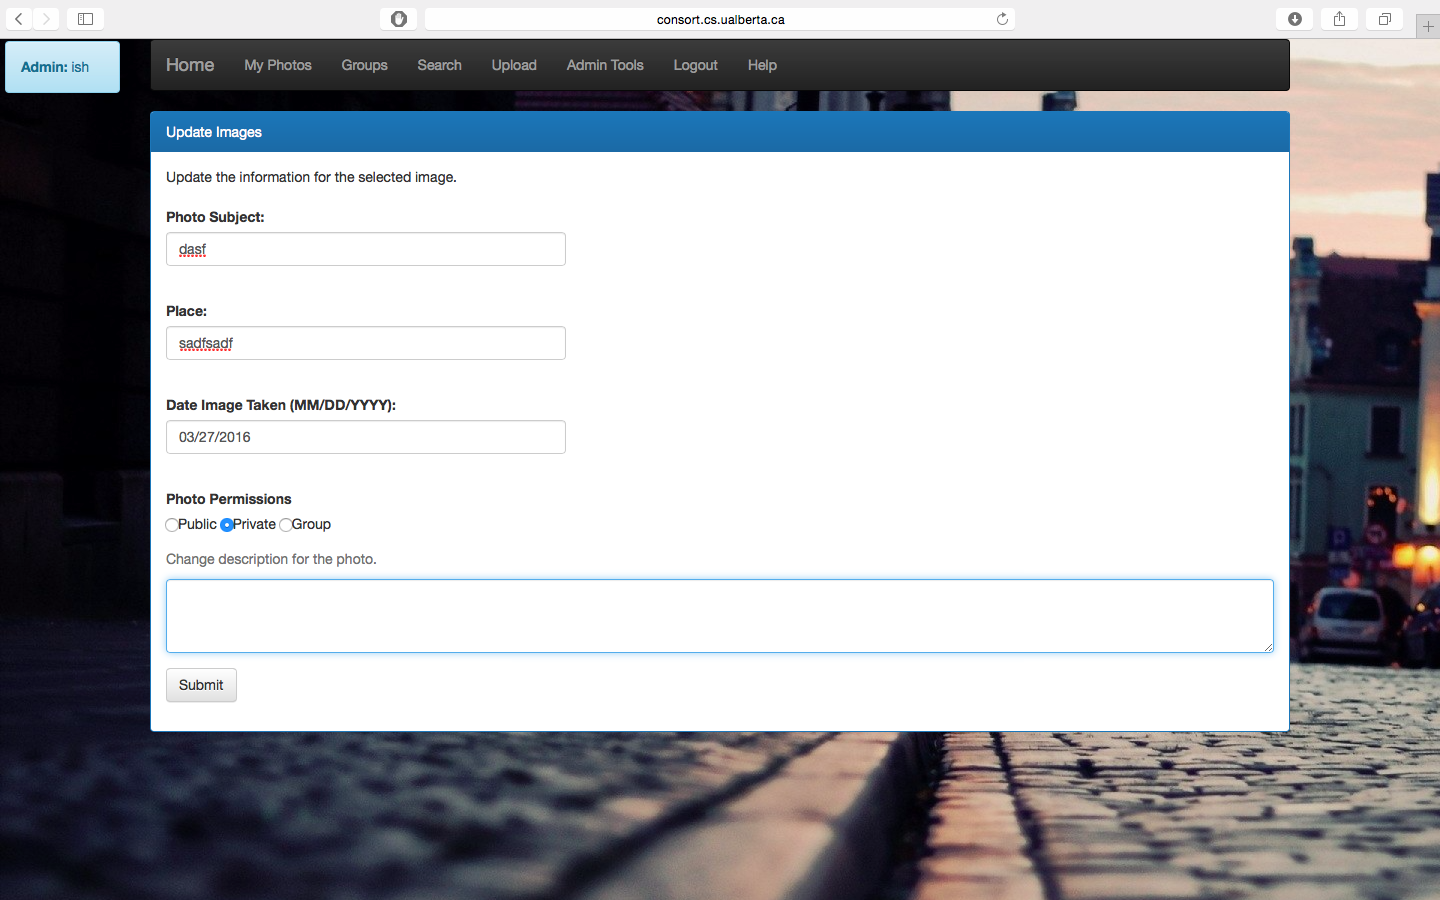 consort.cs.ualberta.ca
Admin: ish
Home My Photos Groups Search Upload Admin Tools Logout Help
Update Images
Update the information for the selected image.
Photo Subject:
dasf
Place:
sadfsadf
Date Image Taken (MM/DD/YYYY):
03/27/2016
Photo Permissions
Public Private Group
Change description for the photo.
Submit